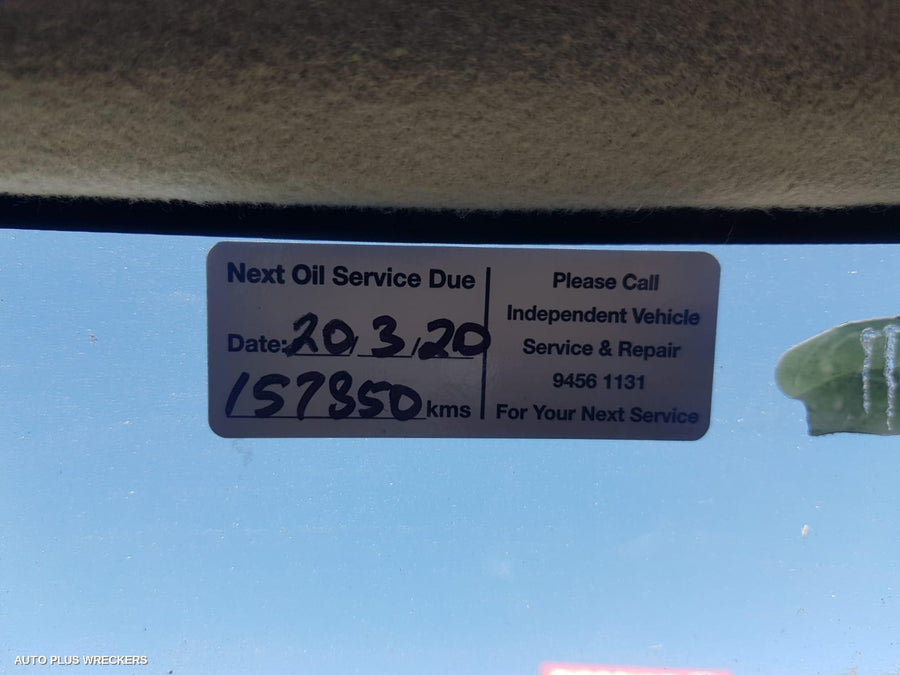 Next Oil Service Due
Date: 20/3/20
157850 kms
Please Call
Independent Vehicle
Service & Repair
9456 1131
For Your Next Service
AUTO PLUS WRECKERS